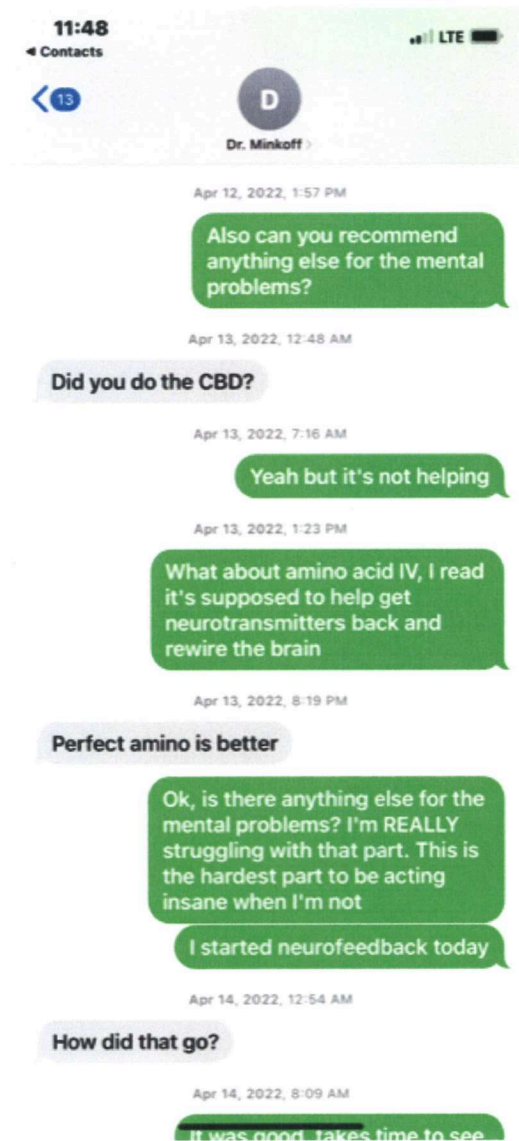 11:48
LTE
Contacts
13
D
Dr. Minkoff
Apr 12, 2022, 1:57 PM
Also can you recommend
anything else for the mental
problems?
Apr 13, 2022, 12:48 AM
Did you do the CBD?
Apr 13, 2022, 7:16 AM
Yeah but it's not helping
Apr 13, 2022, 1:23 PM
What about amino acid IV, I read
it's supposed to help get
neurotransmitters back and
rewire the brain
Apr 13, 2022, 8:19 PM
Perfect amino is better
Ok, is there anything else for the
mental problems? I'm REALLY
struggling with that part. This is
the hardest part to be acting
insane when I'm not
I started neurofeedback today
Apr 14, 2022, 12:54 AM
How did that go?
Apr 14, 2022, 8:09 AM
It was good, takes time to see